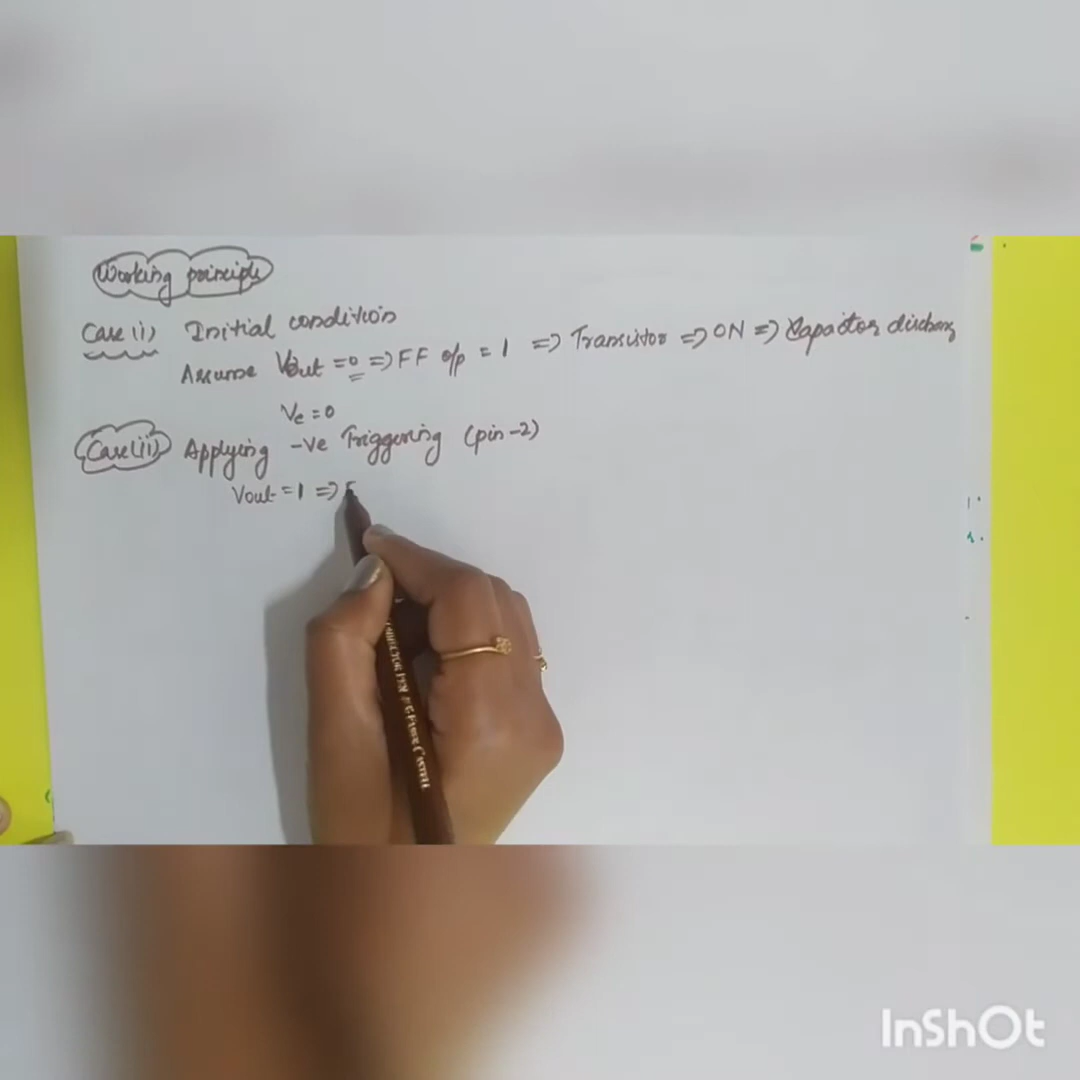 Working principle
Case (i) Initial condition
Assume Vout = 0 => FF o/p = 1 => Transistor => ON => Capacitor discharg
Vc = 0
Case (ii) Applying -ve Triggering (pin-2)
Vout = 1 => F
InShOt